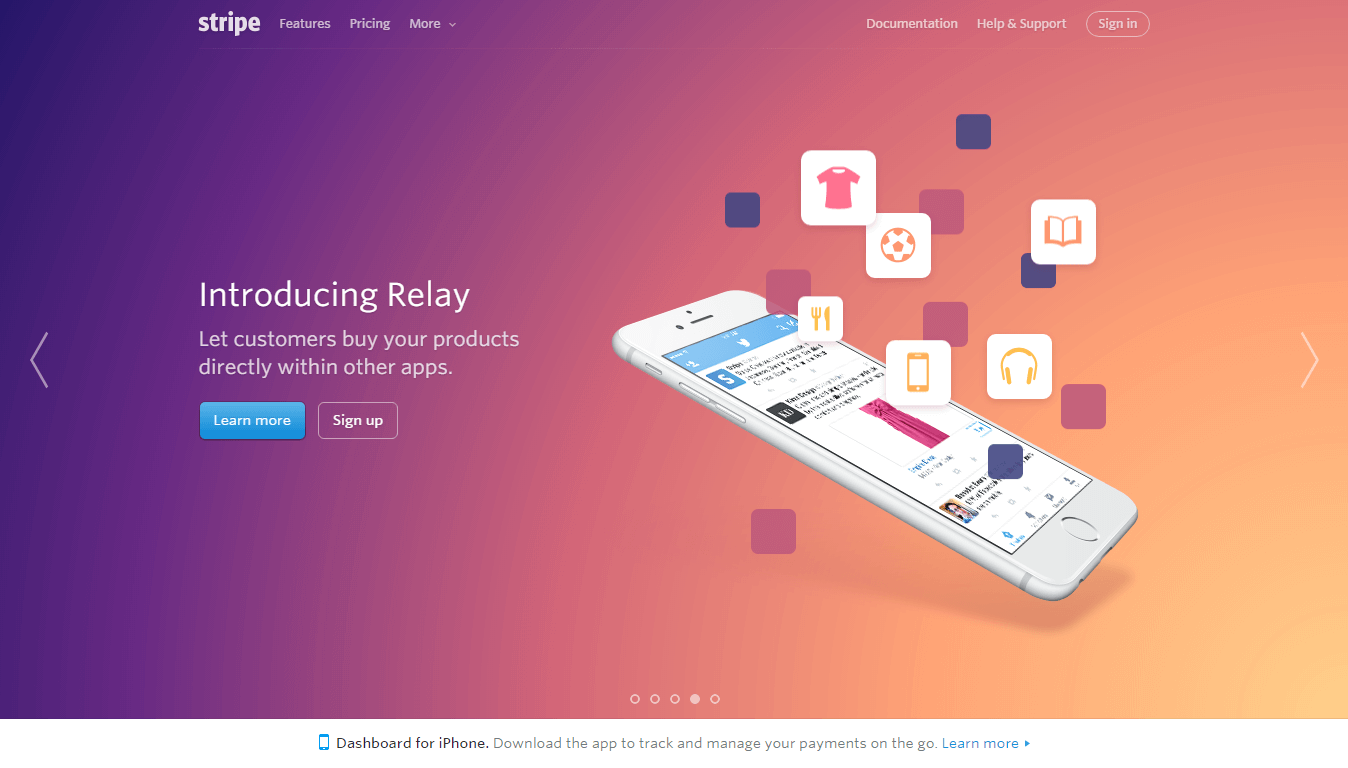 stripe Features Pricing More Documentation Help & Support Sign in
Introducing Relay
Let customers buy your products
directly within other apps.
Learn more Sign up
S
KD
Dashboard for iPhone. Download the app to track and manage your payments on the go. Learn more